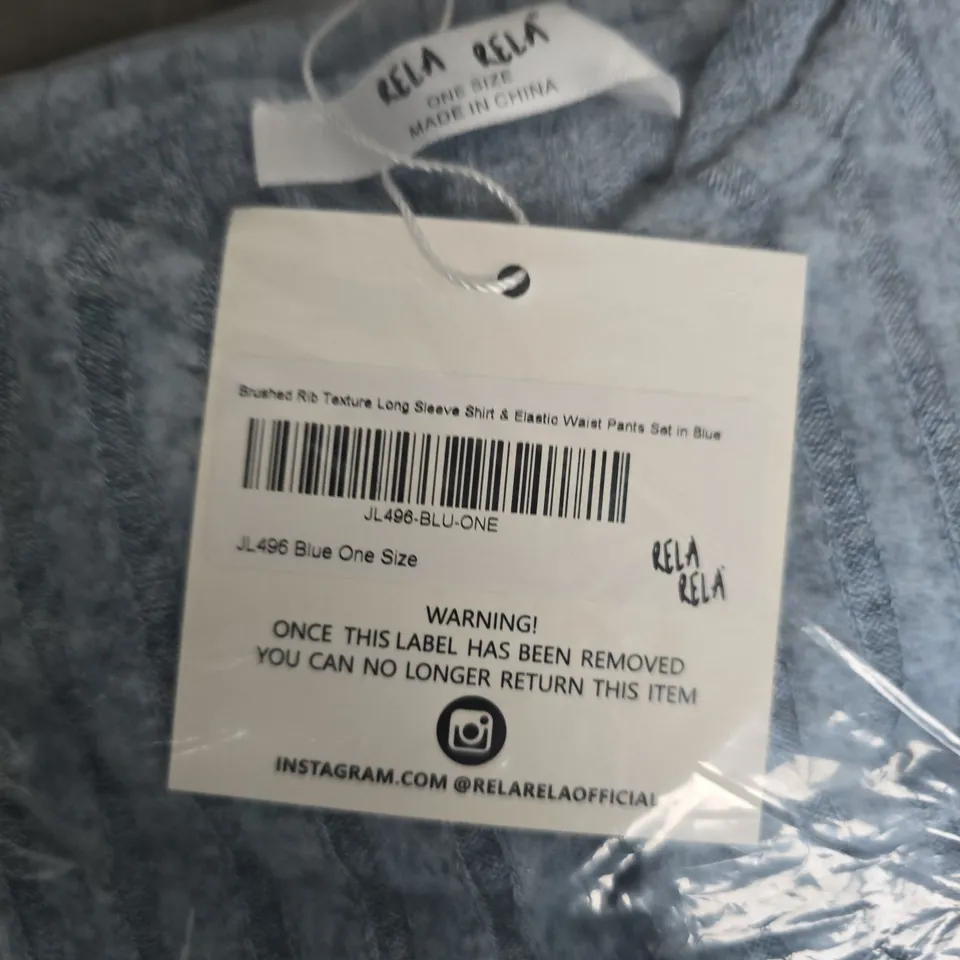 RELA RELA
ONE SIZE
MADE IN CHINA
Brushed Rib Texture Long Sleeve Shirt & Elastic Waist Pants Set in Blue
JL496-BLU-ONE
JL496 Blue One Size
RELA
RELA
WARNING!
ONCE THIS LABEL HAS BEEN REMOVED
YOU CAN NO LONGER RETURN THIS ITEM
INSTAGRAM.COM @RELARELAOFFICIAL